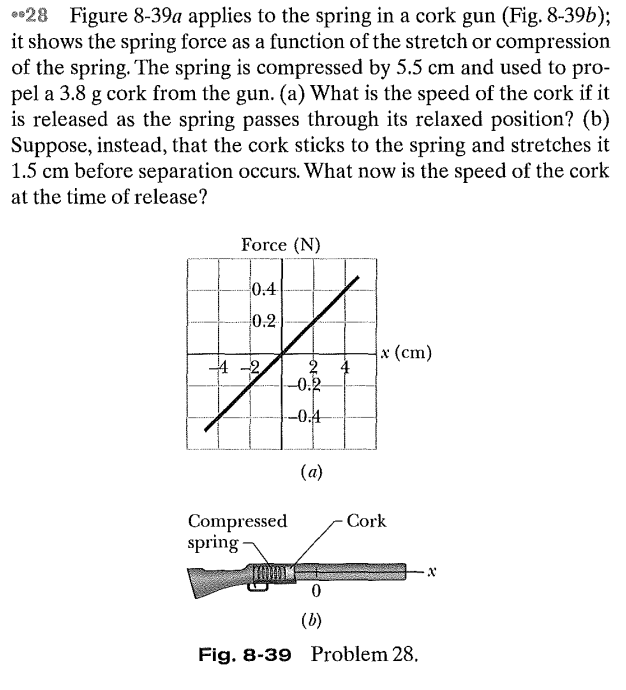 ••28 Figure 8-39a applies to the spring in a cork gun (Fig. 8-39b);
it shows the spring force as a function of the stretch or compression
of the spring. The spring is compressed by 5.5 cm and used to pro-
pel a 3.8 g cork from the gun. (a) What is the speed of the cork if it
is released as the spring passes through its relaxed position? (b)
Suppose, instead, that the cork sticks to the spring and stretches it
1.5 cm before separation occurs. What now is the speed of the cork
at the time of release?
Force (N)
0.4
0.2
x (cm)
–4 –2 2 4
–0.2
–0.4
(a)
Compressed
spring
Cork
x
0
(b)
Fig. 8-39 Problem 28.